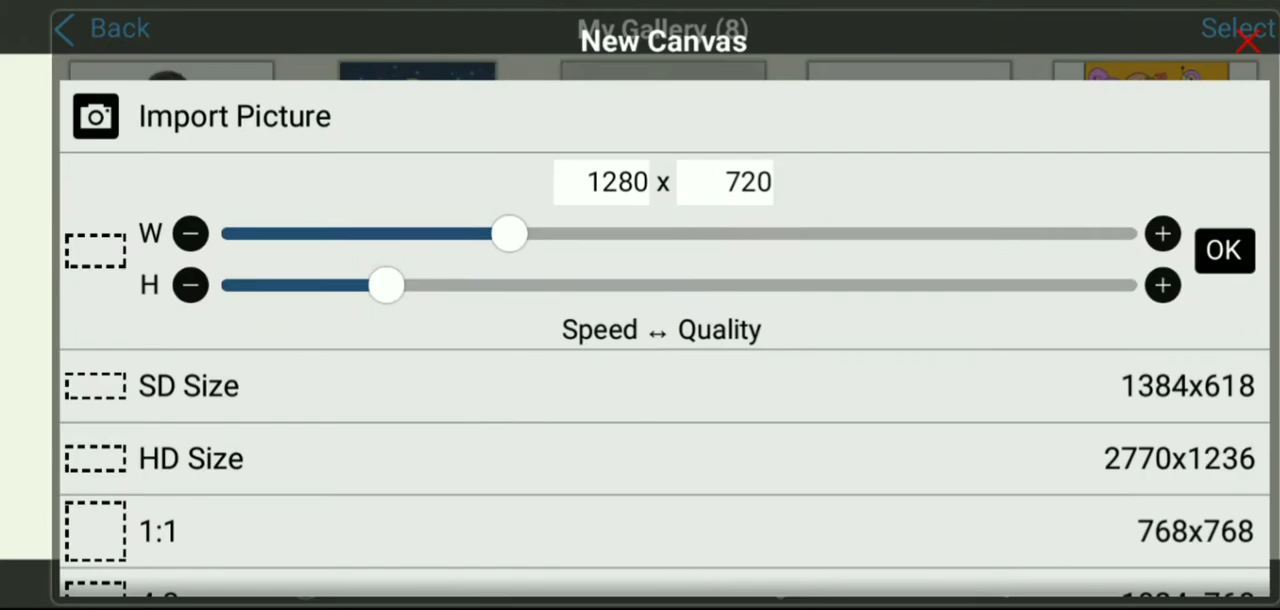 Back
My Gallery (8)
Select
New Canvas
Import Picture
1280 x 720
W
OK
H
Speed ↔ Quality
SD Size
1384x618
HD Size
2770x1236
1:1
768x768